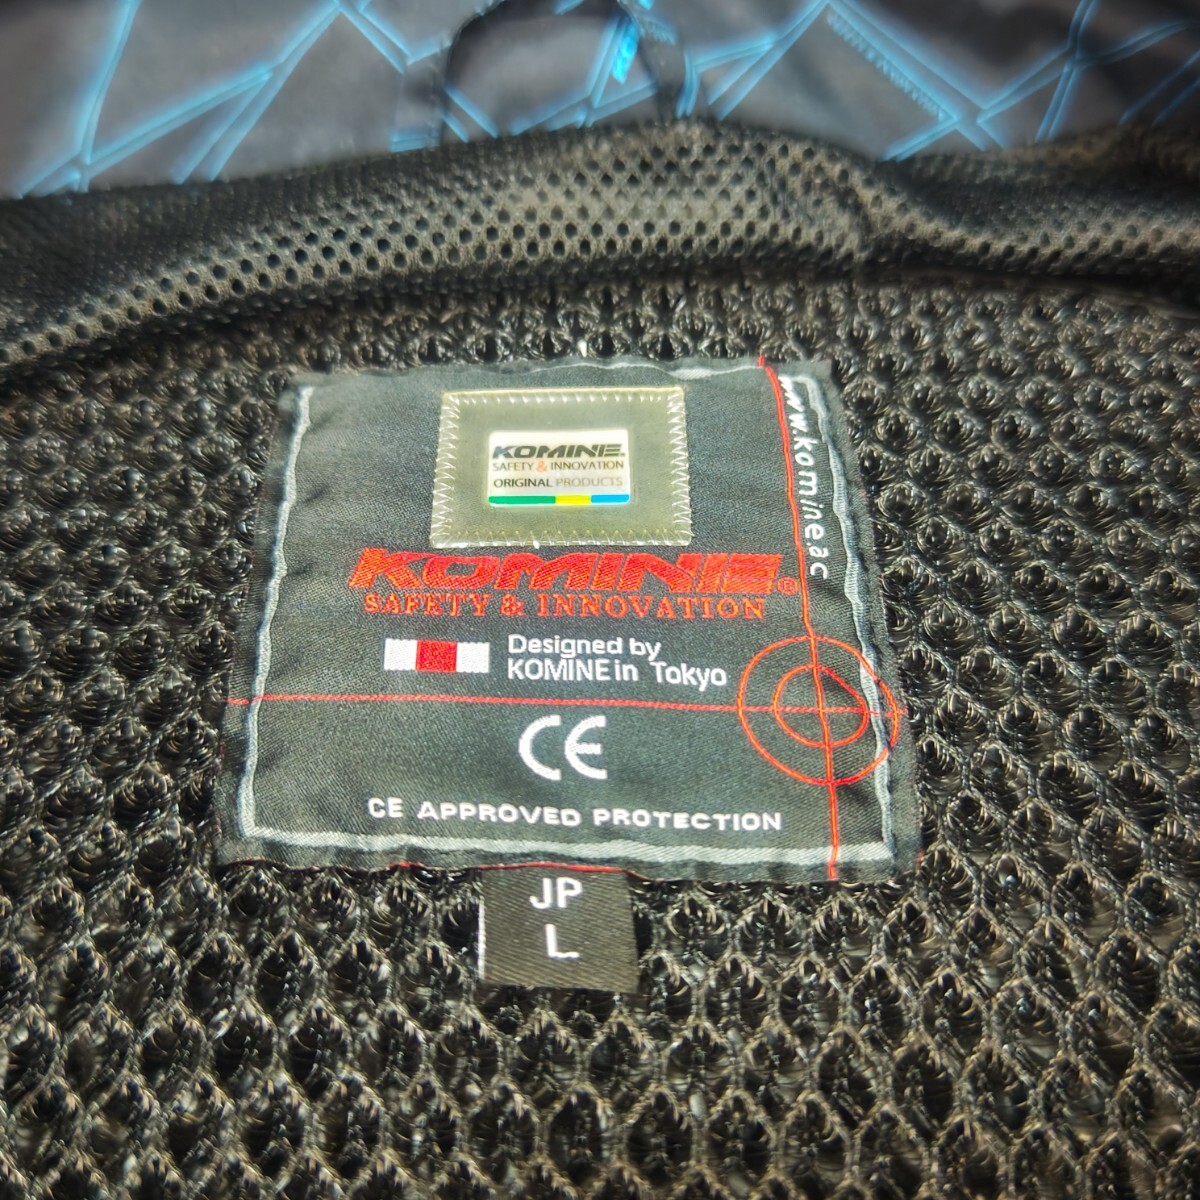 KOMINE
SAFETY & INNOVATION
ORIGINAL PRODUCTS
KOMINE®
SAFETY & INNOVATION
Designed by
KOMINE in Tokyo
CE
CE APPROVED PROTECTION
www.komine.ac
JP
L